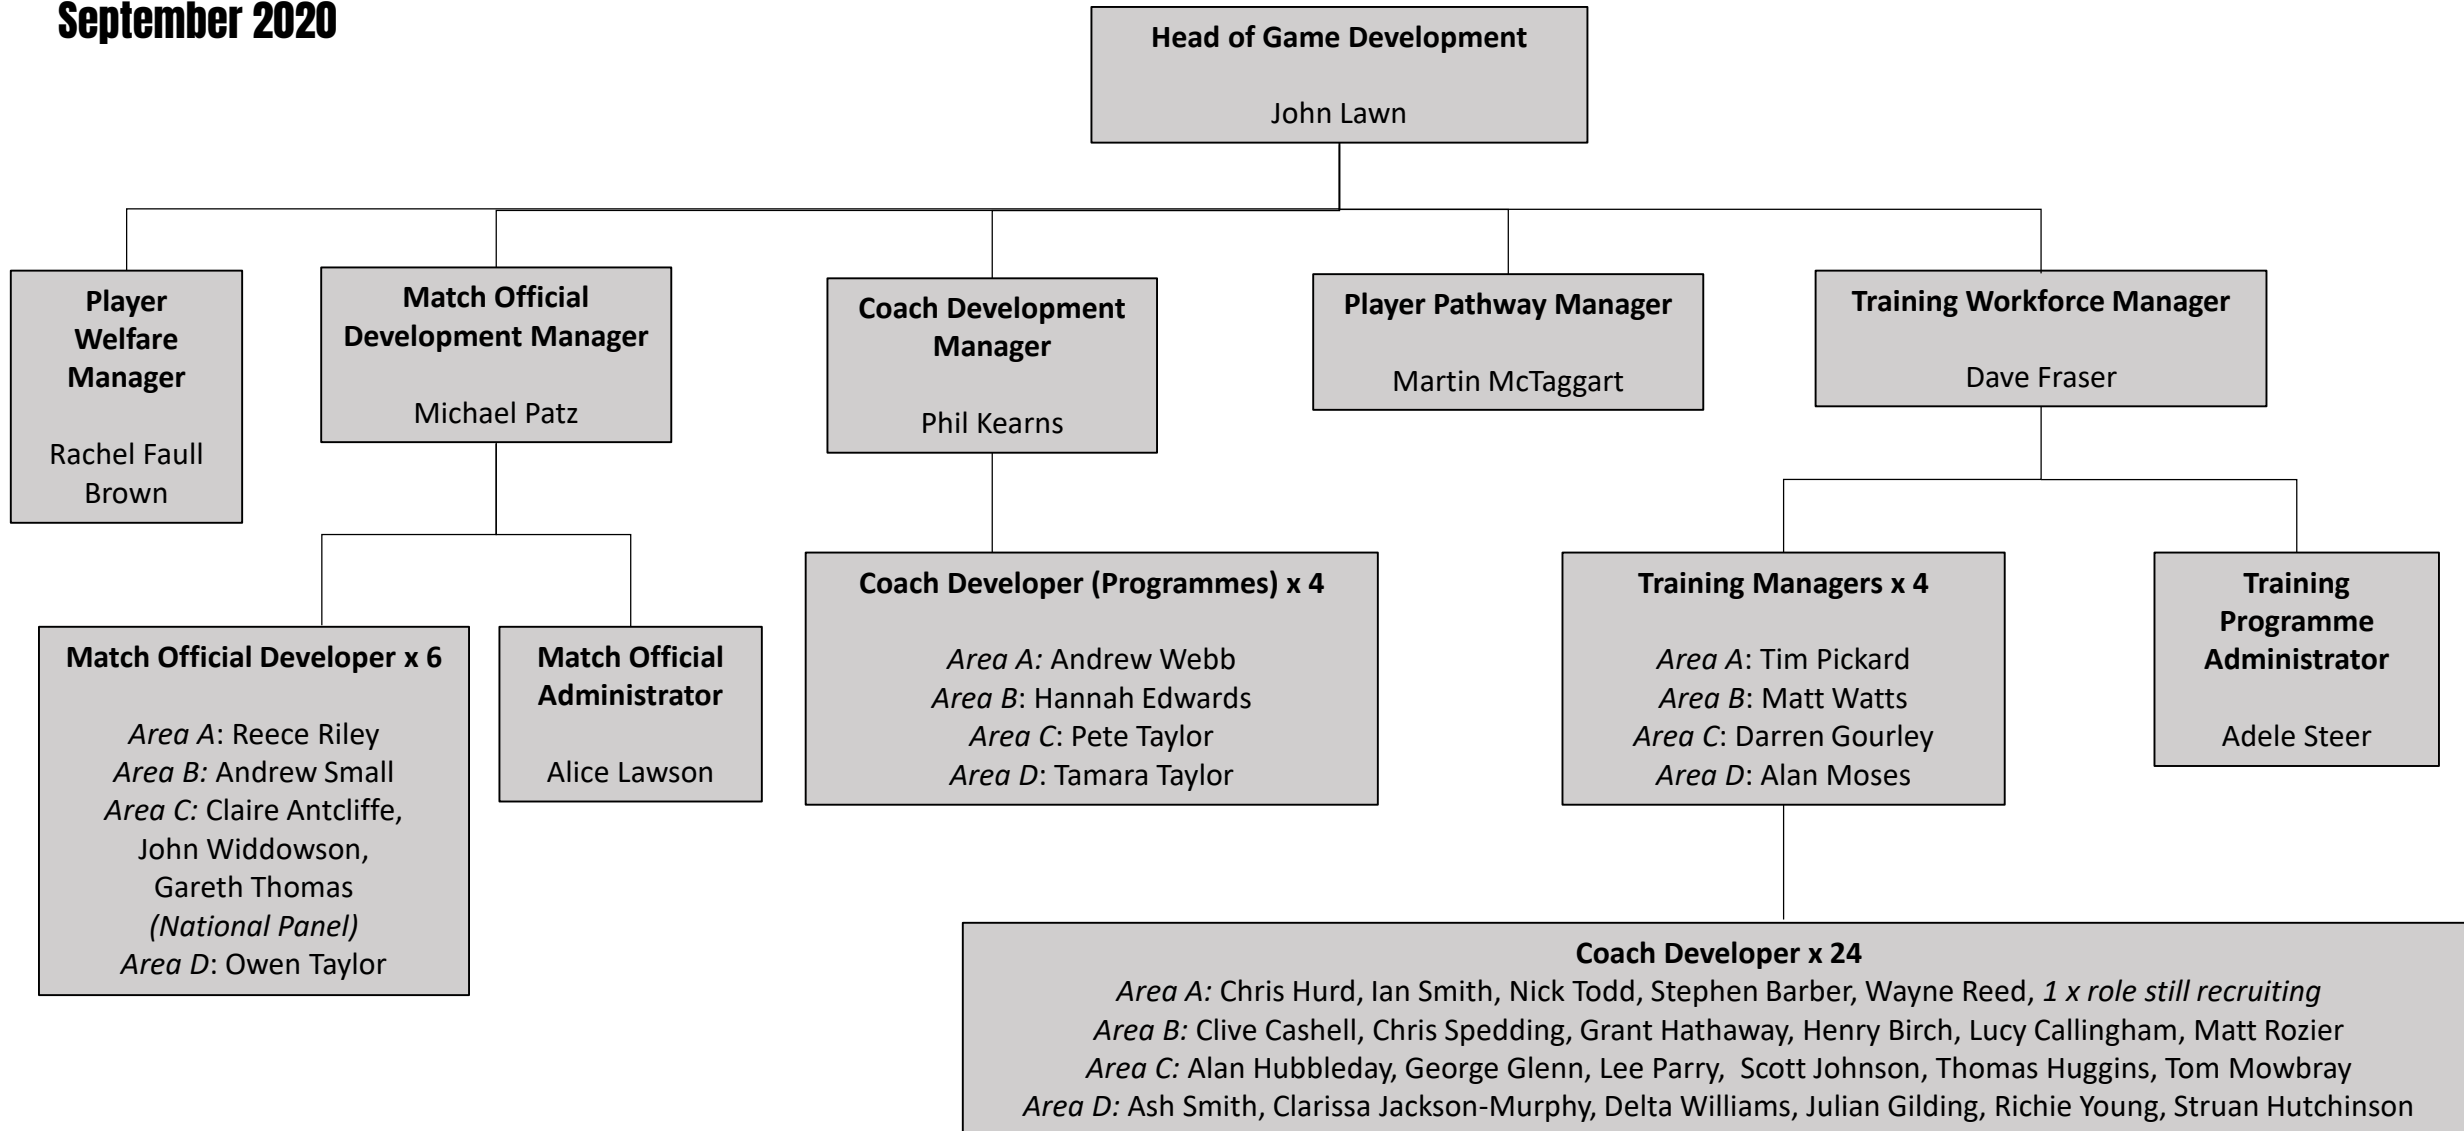 September 2020
Head of Game Development
John Lawn
Player
Welfare
Manager
Rachel Faull
Brown
Match Official
Development Manager
Michael Patz
Coach Development
Manager
Phil Kearns
Player Pathway Manager
Martin McTaggart
Training Workforce Manager
Dave Fraser
Match Official Developer x 6
Area A: Reece Riley
Area B: Andrew Small
Area C: Claire Antcliffe,
John Widdowson,
Gareth Thomas
(National Panel)
Area D: Owen Taylor
Match Official
Administrator
Alice Lawson
Coach Developer (Programmes) x 4
Area A: Andrew Webb
Area B: Hannah Edwards
Area C: Pete Taylor
Area D: Tamara Taylor
Training Managers x 4
Area A: Tim Pickard
Area B: Matt Watts
Area C: Darren Gourley
Area D: Alan Moses
Training
Programme
Administrator
Adele Steer
Coach Developer x 24
Area A: Chris Hurd, Ian Smith, Nick Todd, Stephen Barber, Wayne Reed, 1 x role still recruiting
Area B: Clive Cashell, Chris Spedding, Grant Hathaway, Henry Birch, Lucy Callingham, Matt Rozier
Area C: Alan Hubbleday, George Glenn, Lee Parry,  Scott Johnson, Thomas Huggins, Tom Mowbray
Area D: Ash Smith, Clarissa Jackson-Murphy, Delta Williams, Julian Gilding, Richie Young, Struan Hutchinson